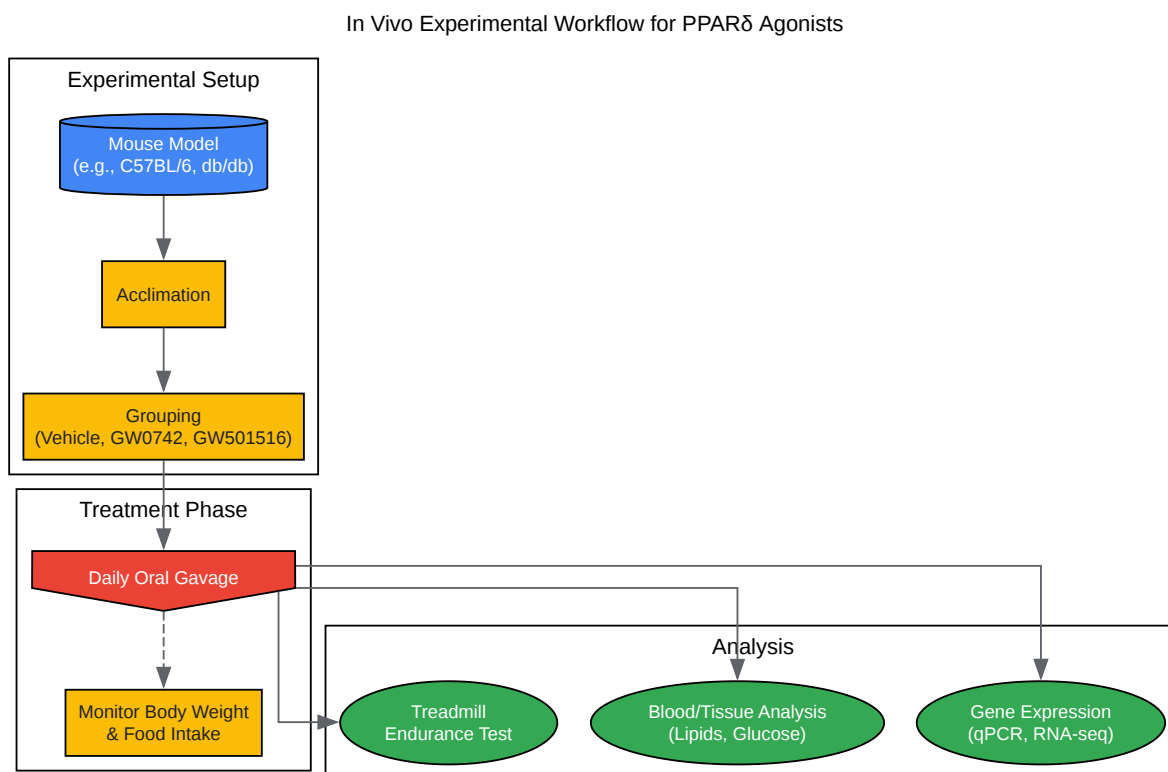 In Vivo Experimental Workflow for PPARδ Agonists
Experimental Setup
Mouse Model
(e.g., C57BL/6, db/db)
Acclimation
Grouping
(Vehicle, GW0742, GW501516)
Treatment Phase
Daily Oral Gavage
Monitor Body Weight
& Food Intake
Analysis
Treadmill
Endurance Test
Blood/Tissue Analysis
(Lipids, Glucose)
Gene Expression
(qPCR, RNA-seq)